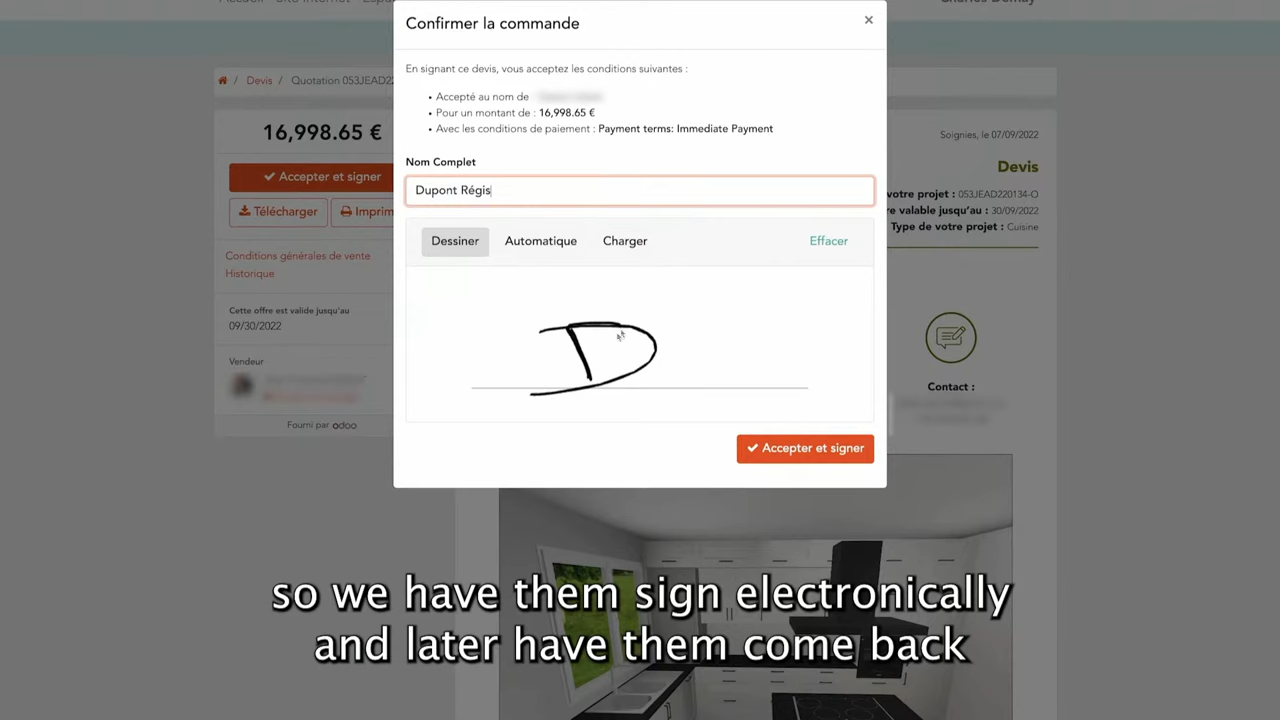 Accueil
Confirmer la commande
×
En signant ce devis, vous acceptez les conditions suivantes :
• Accepté au nom de
• Pour un montant de : 16,998.65 €
• Avec les conditions de paiement : Payment terms: Immediate Payment
Nom Complet
Dupont Régis
Dessiner Automatique Charger Effacer
D
Accepter et signer
/ Devis / Quotation 053JEAD22
16,998.65 €
Accepter et signer
Télécharger Imprim
Conditions générales de vente
Historique
Cette offre est valide jusqu'au
09/30/2022
Vendeur
Fourni par odoo
Soignies, le 07/09/2022
Devis
votre projet : 053JEAD220134-O
re valable jusqu'au : 30/09/2022
Type de votre projet : Cuisine
Contact :
so we have them sign electronically
and later have them come back